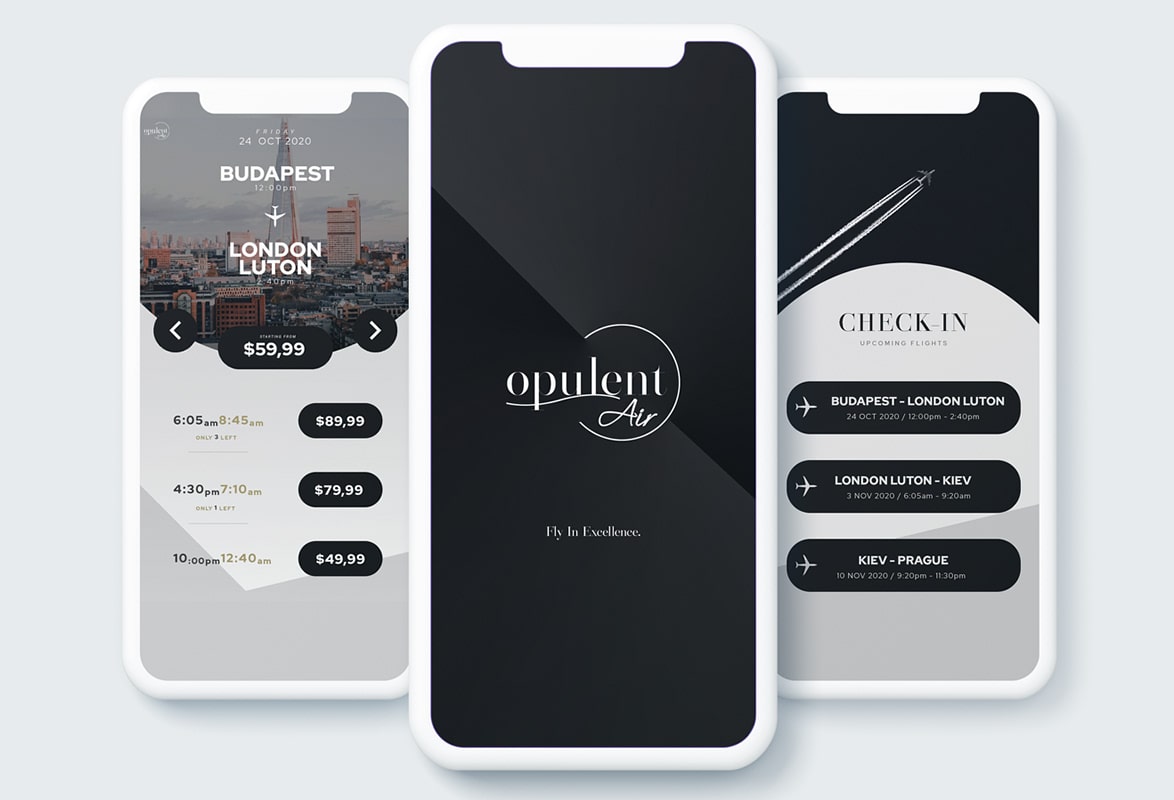 opulent
Air
FRIDAY
24 OCT 2020
BUDAPEST
12:00pm
LONDON
LUTON
2:40pm
STARTING FROM
$59,99
6:05am 8:45am
$89,99
ONLY 3 LEFT
4:30pm 7:10am
$79,99
ONLY 1 LEFT
10:00pm 12:40am
$49,99
opulent
Air
Fly In Excellence.
CHECK-IN
UPCOMING FLIGHTS
BUDAPEST - LONDON LUTON
24 OCT 2020 / 12:00pm - 2:40pm
LONDON LUTON - KIEV
3 NOV 2020 / 6:05am - 9:20am
KIEV - PRAGUE
10 NOV 2020 / 9:20pm - 11:30pm